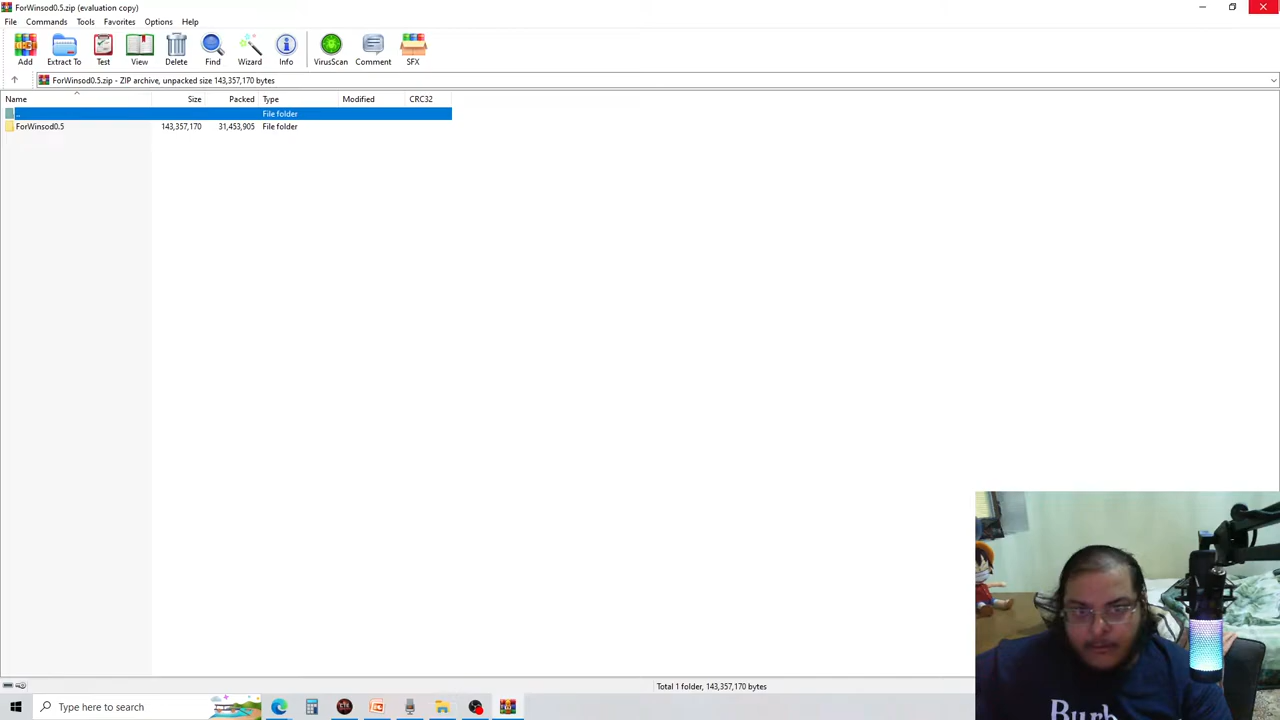 ForWinsod0.5.zip (evaluation copy)
File Commands Tools Favorites Options Help
Add Extract To Test View Delete Find Wizard Info VirusScan Comment SFX
ForWinsod0.5.zip - ZIP archive, unpacked size 143,357,170 bytes
Name Size Packed Type Modified CRC32
.. File folder
ForWinsod0.5 143,357,170 31,453,905 File folder
Total 1 folder, 143,357,170 bytes
Type here to search